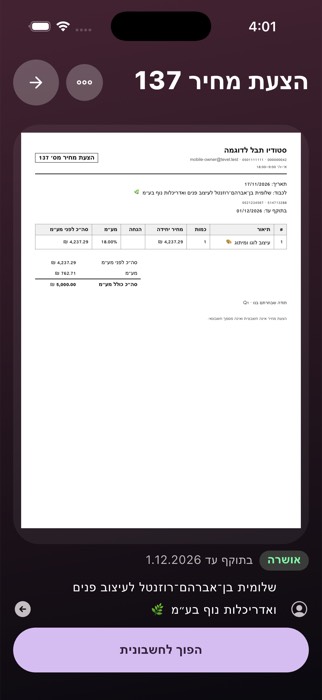 4:01
הצעת מחיר 137
סטודיו תבל לדוגמה
הצעת מחיר מס׳ 137
תאריך: 17/11/2026
לכבוד: שלומית בן־אברהם־רוזנטל לעיצוב פנים ואדריכלות נוף בע״מ 🌿
בתוקף עד: 01/12/2026
# תיאור כמות מחיר יחידה הנחה מע״מ סה״כ לפני מע״מ
1 עיצוב לוגו ומיתוג 1 4,237.29 ₪ 18.00% 4,237.29 ₪
סה״כ לפני מע״מ 4,237.29 ₪
מע״מ 762.71 ₪
סה״כ כולל מע״מ 5,000.00 ₪
אושרה בתוקף עד 1.12.2026
שלומית בן־אברהם־רוזנטל לעיצוב פנים
ואדריכלות נוף בע״מ 🌿
הפוך לחשבונית